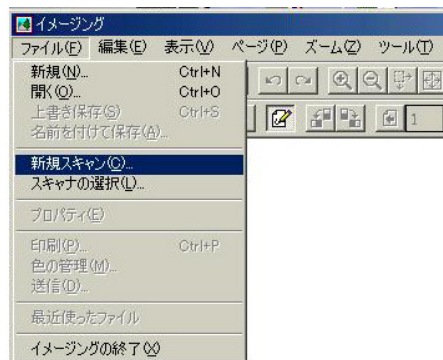 イメージング
ファイル(F) 編集(E) 表示(V) ページ(P) ズーム(Z) ツール(T)
新規(N)... Ctrl+N
開く(O)... Ctrl+O
上書き保存(S) Ctrl+S
名前を付けて保存(A)...
新規スキャン(C)...
スキャナの選択(L)...
プロパティ(E)
印刷(P)... Ctrl+P
色の管理(M)...
送信(D)...
最近使ったファイル
イメージングの終了(X)
1